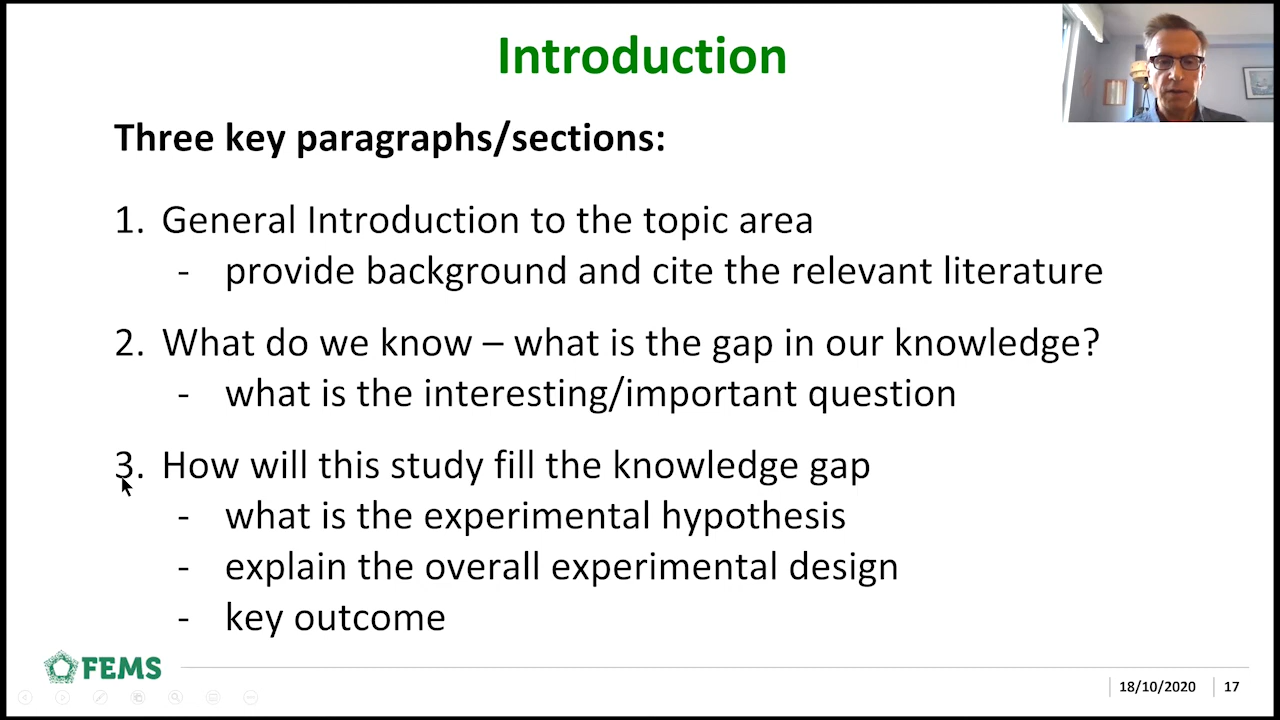 Introduction
Three key paragraphs/sections:
1. General Introduction to the topic area
- provide background and cite the relevant literature
2. What do we know – what is the gap in our knowledge?
- what is the interesting/important question
3. How will this study fill the knowledge gap
- what is the experimental hypothesis
- explain the overall experimental design
- key outcome
FEMS
18/10/2020 17